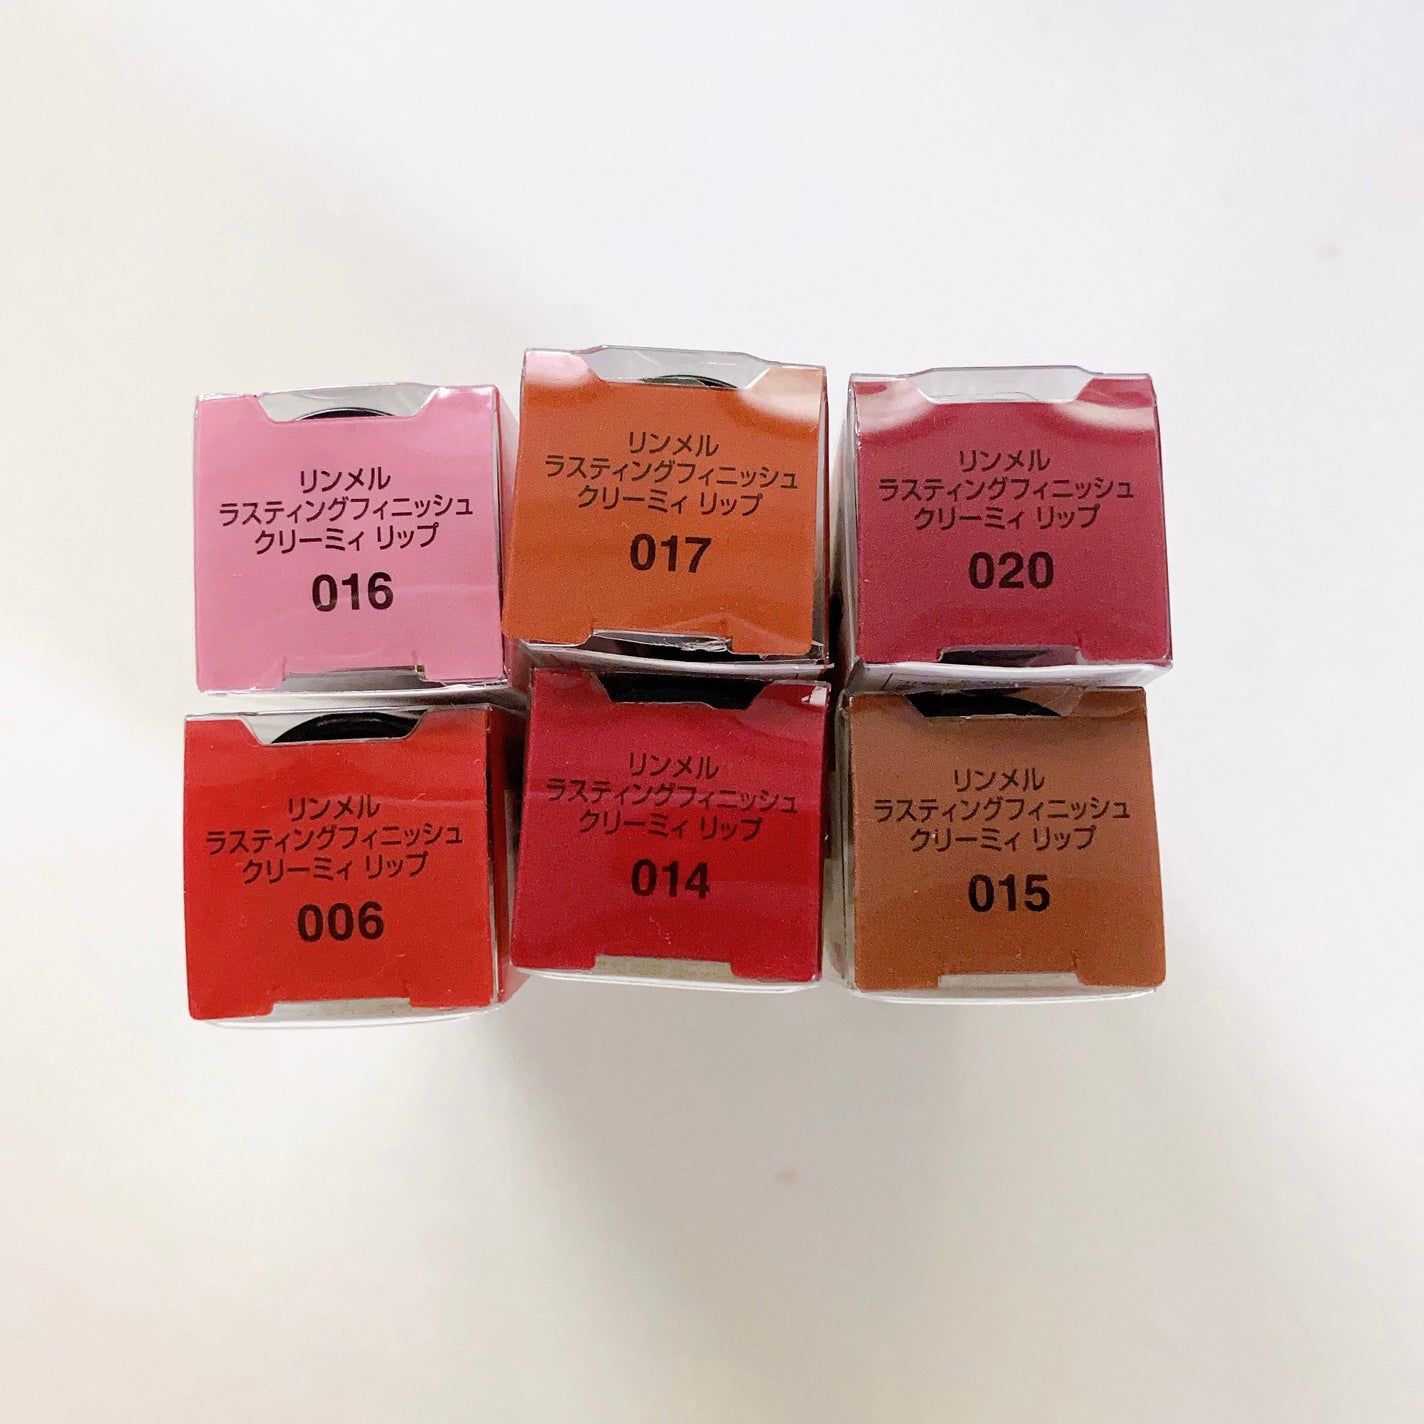 リンメル
ラスティングフィニッシュ
クリーミィ リップ
016
リンメル
ラスティングフィニッシュ
クリーミィ リップ
017
リンメル
ラスティングフィニッシュ
クリーミィ リップ
020
リンメル
ラスティングフィニッシュ
クリーミィ リップ
006
リンメル
ラスティングフィニッシュ
クリーミィ リップ
014
リンメル
ラスティングフィニッシュ
クリーミィ リップ
015